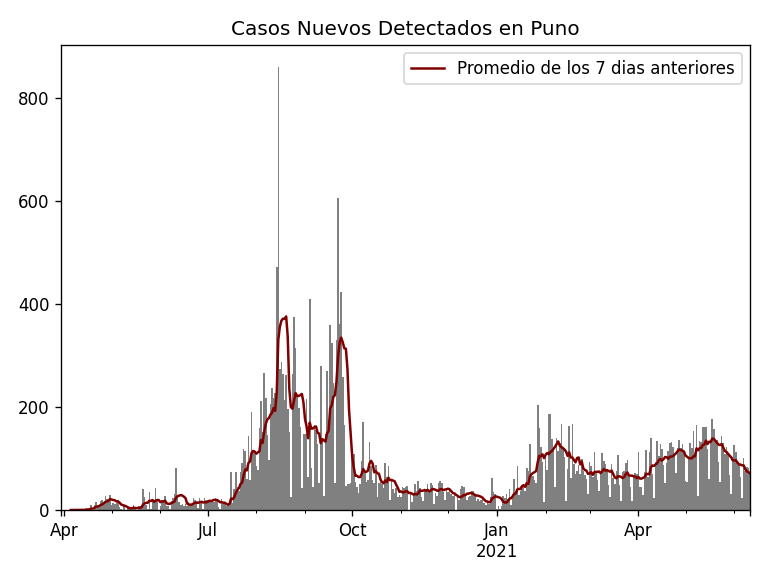 Casos Nuevos Detectados en Puno
Promedio de los 7 dias anteriores
800
600
400
200
0
Apr Jul Oct Jan Apr
2021